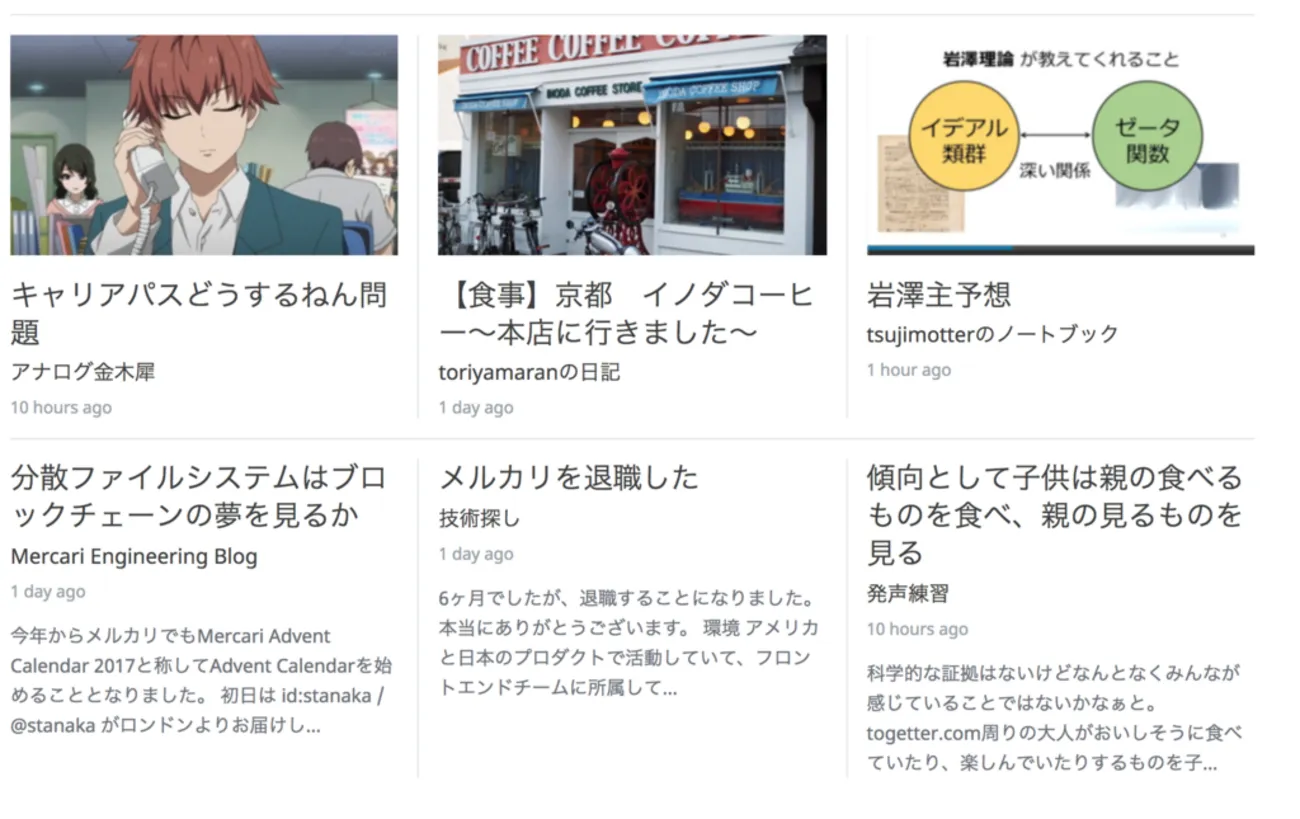 COFFEE COFFEE COFFEE
INODA COFFEE STORE
INODA COFFEE SHOP
岩澤理論 が教えてくれること
イデアル
類群
深い関係
ゼータ
関数
キャリアパスどうするねん問
題
アナログ金木犀
10 hours ago
【食事】京都　イノダコーヒ
ー〜本店に行きました〜
toriyamaranの日記
1 day ago
岩澤主予想
tsujimotterのノートブック
1 hour ago
分散ファイルシステムはブロ
ックチェーンの夢を見るか
Mercari Engineering Blog
1 day ago
今年からメルカリでもMercari Advent
Calendar 2017と称してAdvent Calendarを始
めることとなりました。 初日は id:stanaka /
@stanaka がロンドンよりお届けし...
メルカリを退職した
技術探し
1 day ago
6ヶ月でしたが、退職することになりました。
本当にありがとうございます。 環境 アメリカ
と日本のプロダクトで活動していて、フロン
トエンドチームに所属して...
傾向として子供は親の食べる
ものを食べ、親の見るものを
見る
発声練習
10 hours ago
科学的な証拠はないけどなんとなくみんなが
感じていることではないかなぁと。
togetter.com周りの大人がおいしそうに食べ
ていたり、楽しんでいたりするものを子...